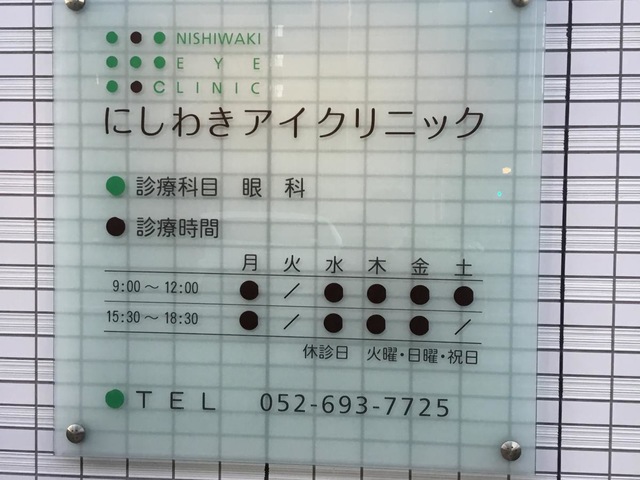 NISHIWAKI
EYE
CLINIC
にしわきアイクリニック
● 診療科目 眼科
● 診療時間
月 火 水 木 金 土
9:00～12:00 ● ／ ● ● ● ●
15:30～18:30 ● ／ ● ● ● ／
休診日 火曜・日曜・祝日
● TEL 052-693-7725